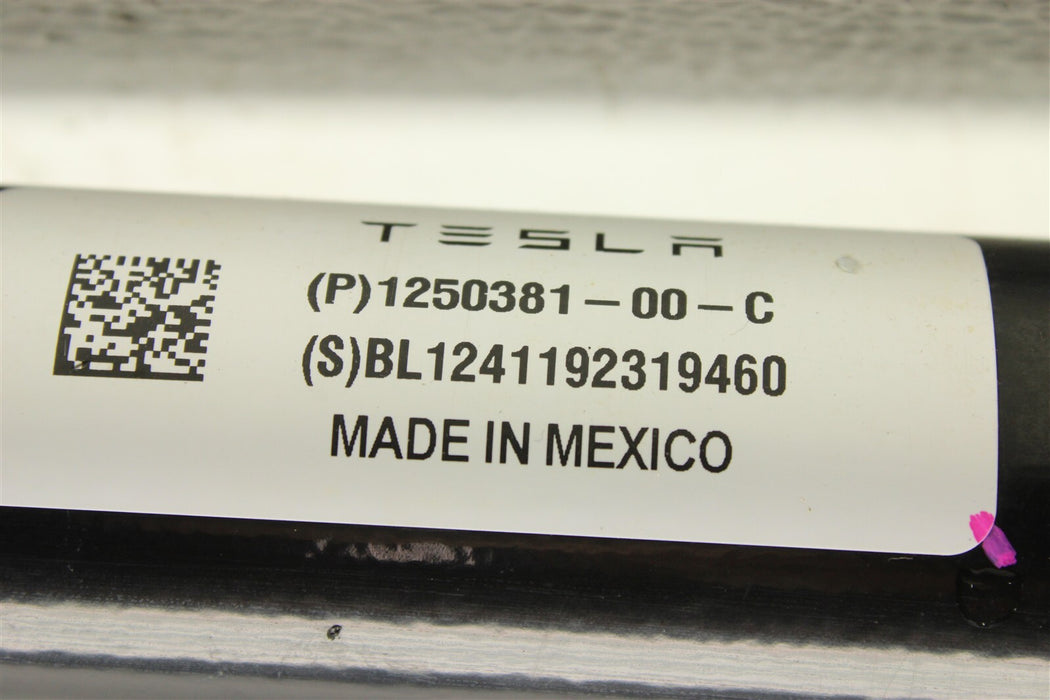 TESLA
(P)1250381-00-C
(S)BL1241192319460
MADE IN MEXICO